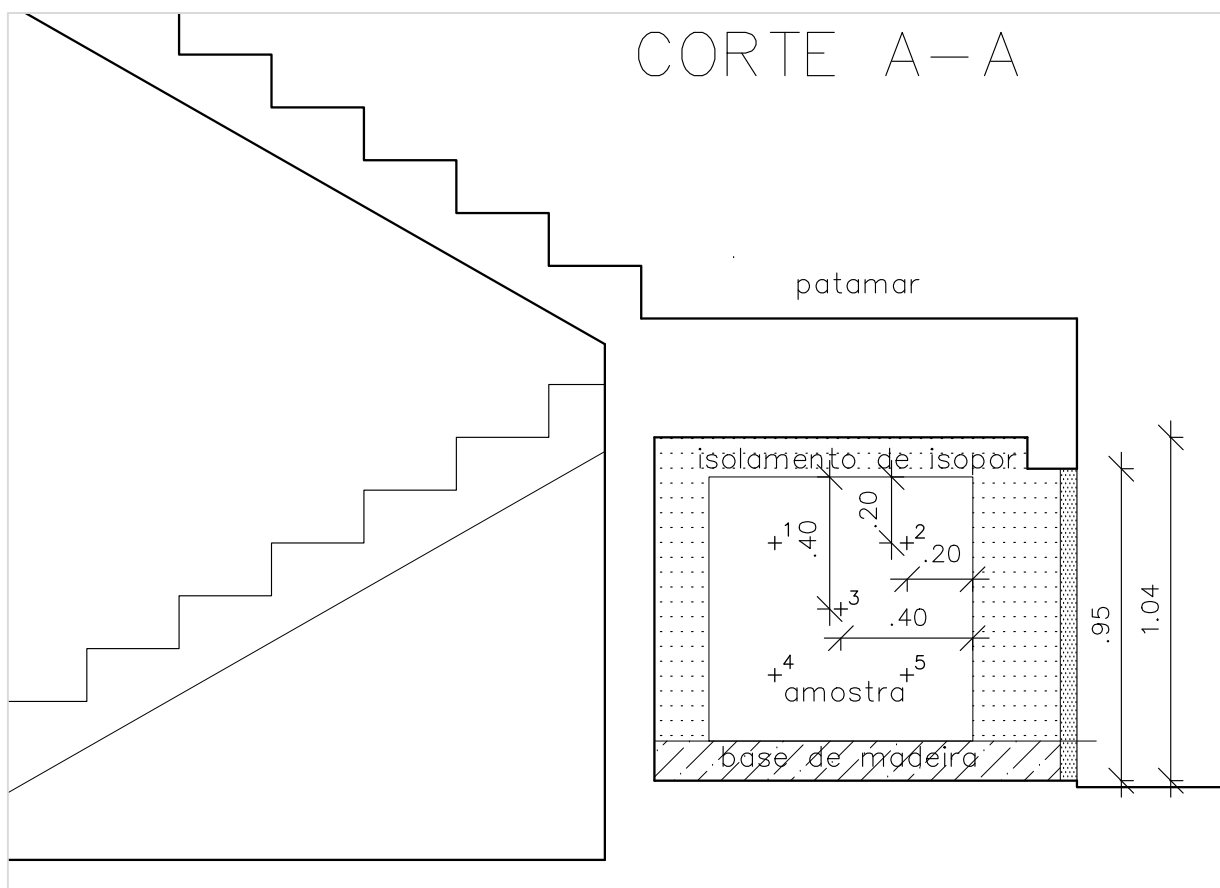 CORTE A-A
patamar
isolamento de isopor
1
.40
.20
2
.20
3
.40
.95
1.04
4
5
amostra
base de madeira